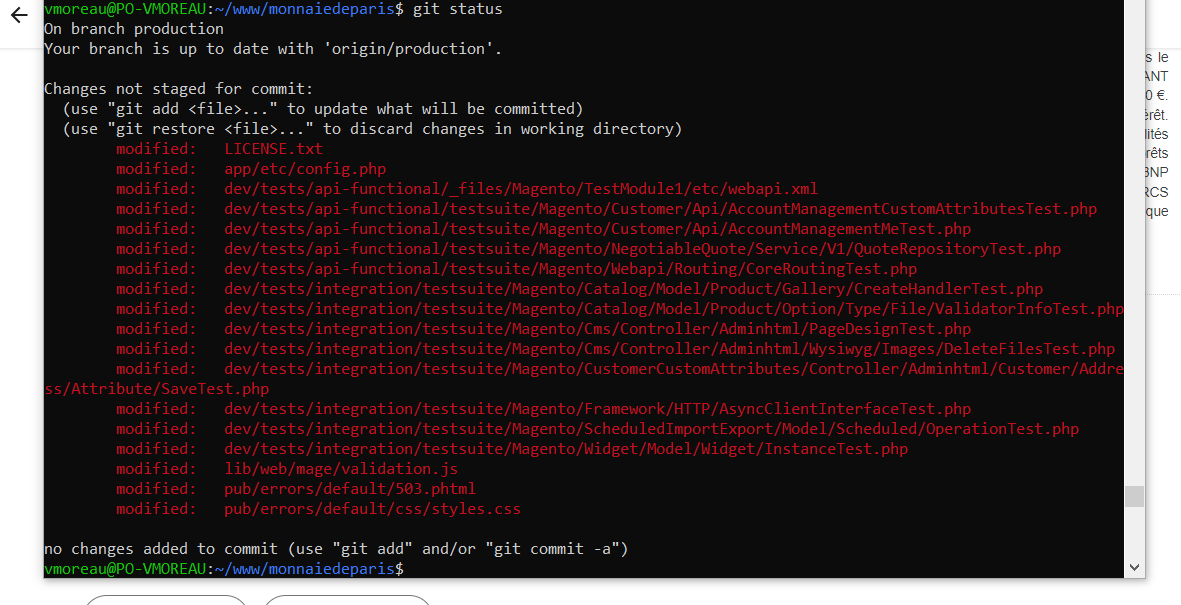 vmoreau@PO-VMOREAU:~/www/monnaiedeparis$ git status
On branch production
Your branch is up to date with 'origin/production'.
Changes not staged for commit:
(use "git add <file>..." to update what will be committed)
(use "git restore <file>..." to discard changes in working directory)
modified: LICENSE.txt
modified: app/etc/config.php
modified: dev/tests/api-functional/_files/Magento/TestModule1/etc/webapi.xml
modified: dev/tests/api-functional/testsuite/Magento/Customer/Api/AccountManagementCustomAttributesTest.php
modified: dev/tests/api-functional/testsuite/Magento/Customer/Api/AccountManagementMeTest.php
modified: dev/tests/api-functional/testsuite/Magento/NegotiableQuote/Service/V1/QuoteRepositoryTest.php
modified: dev/tests/api-functional/testsuite/Magento/Webapi/Routing/CoreRoutingTest.php
modified: dev/tests/integration/testsuite/Magento/Catalog/Model/Product/Gallery/CreateHandlerTest.php
modified: dev/tests/integration/testsuite/Magento/Catalog/Model/Product/Option/Type/File/ValidatorInfoTest.php
modified: dev/tests/integration/testsuite/Magento/Cms/Controller/Adminhtml/PageDesignTest.php
modified: dev/tests/integration/testsuite/Magento/Cms/Controller/Adminhtml/Wysiwyg/Images/DeleteFilesTest.php
modified: dev/tests/integration/testsuite/Magento/CustomerCustomAttributes/Controller/Adminhtml/Customer/Addre
ss/Attribute/SaveTest.php
modified: dev/tests/integration/testsuite/Magento/Framework/HTTP/AsyncClientInterfaceTest.php
modified: dev/tests/integration/testsuite/Magento/ScheduledImportExport/Model/Scheduled/OperationTest.php
modified: dev/tests/integration/testsuite/Magento/Widget/Model/Widget/InstanceTest.php
modified: lib/web/mage/validation.js
modified: pub/errors/default/503.phtml
modified: pub/errors/default/css/styles.css
no changes added to commit (use "git add" and/or "git commit -a")
vmoreau@PO-VMOREAU:~/www/monnaiedeparis$
s le
ANT
0 €.
érêt.
lités
rêts
BNP
RCS
que